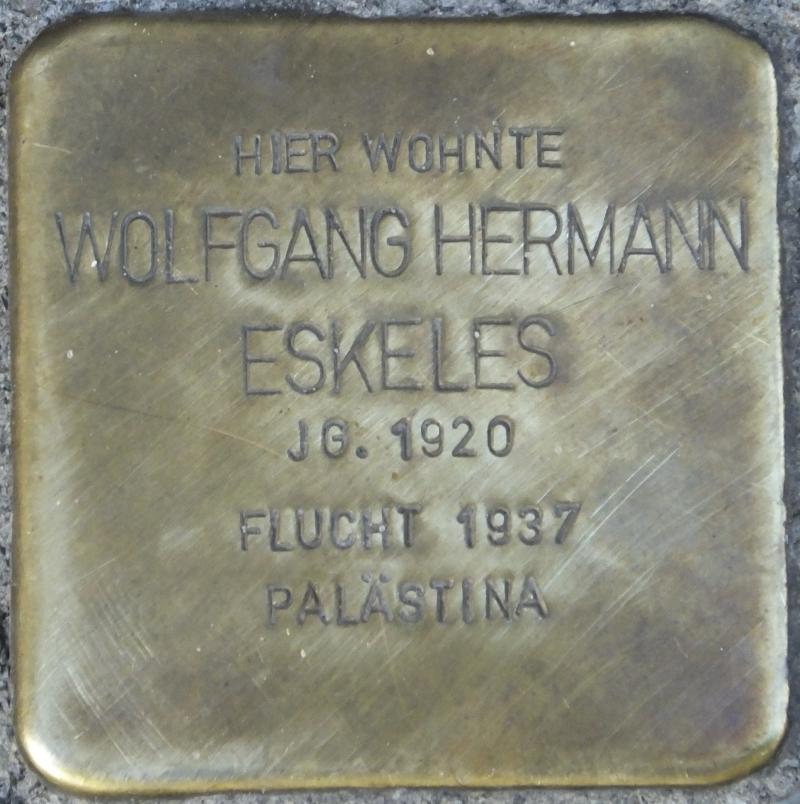 HIER WOHNTE
WOLFGANG HERMANN
ESKELES
JG. 1920
FLUCHT 1937
PALÄSTINA